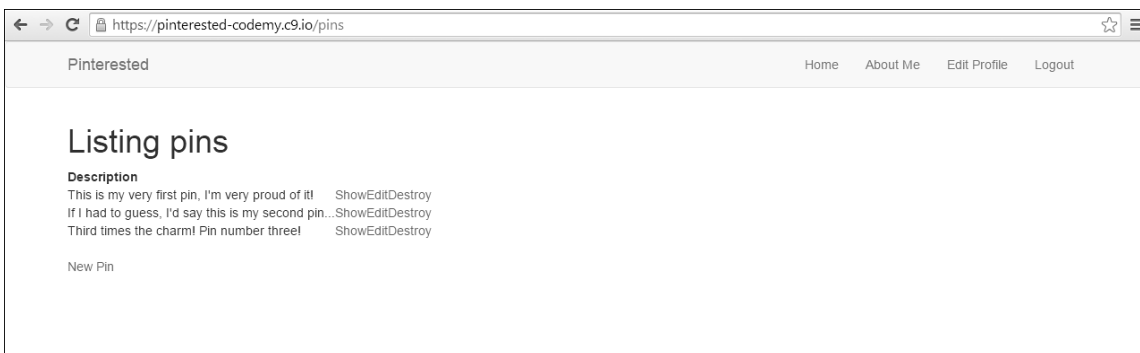 https://pinterested-codemy.c9.io/pins
Pinterested Home About Me Edit Profile Logout
Listing pins
Description
This is my very first pin, I'm very proud of it! ShowEditDestroy
If I had to guess, I'd say this is my second pin...ShowEditDestroy
Third times the charm! Pin number three! ShowEditDestroy
New Pin